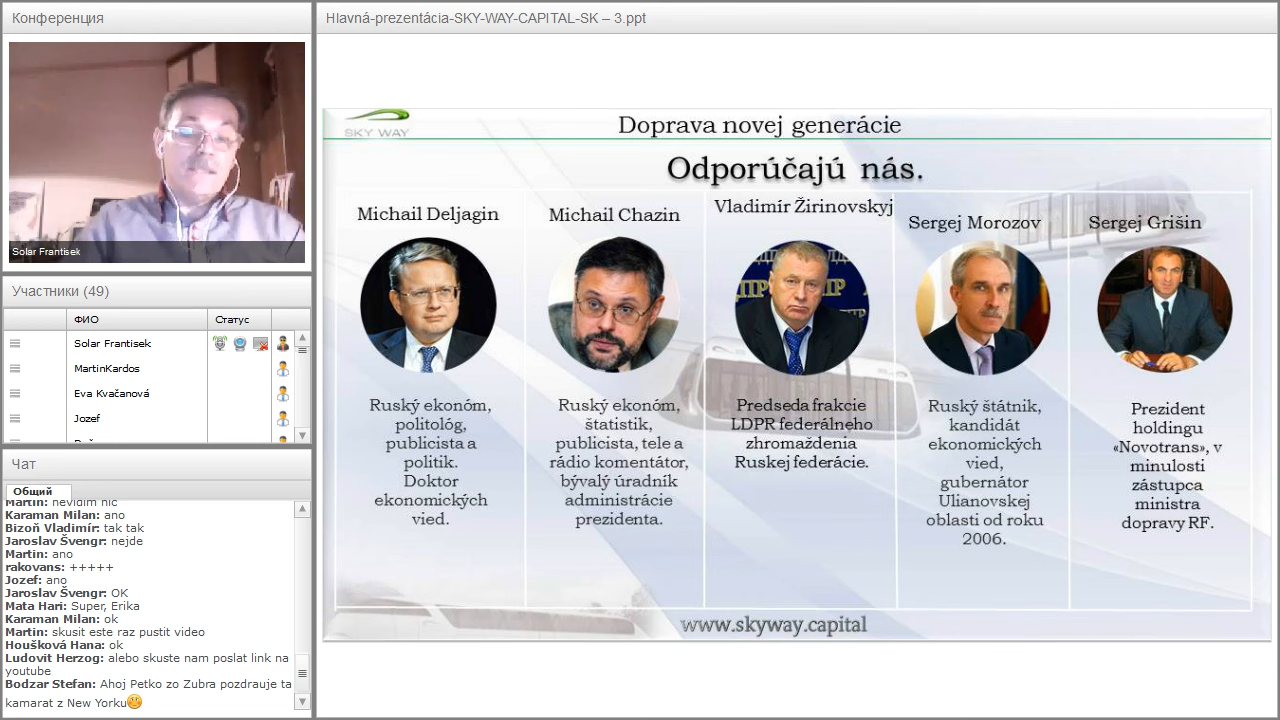 Конференция
Solar Frantisek
Участники (49)
ФИО
Статус
Solar Frantisek
MartinKardos
Eva Kvačanová
Jozef
Чат
Общий
Martin: nevidim nic
Karaman Milan: ano
Bizoň Vladimír: tak tak
Jaroslav Švengr: nejde
Martin: ano
rakovans: +++++
Jozef: ano
Jaroslav Švengr: OK
Mata Hari: Super, Erika
Karaman Milan: ok
Martin: skusit este raz pustit video
Houšková Hana: ok
Ludovit Herzog: alebo skuste nam poslat link na
youtube
Bodzar Stefan: Ahoj Petko zo Zubra pozdrauje ta
kamarat z New Yorku
Hlavná-prezentácia-SKY-WAY-CAPITAL-SK – 3.ppt
SKY WAY
Doprava novej generácie
Odporúčajú nás.
Michail Deljagin
Ruský ekonóm,
politológ,
publicista a
politik.
Doktor
ekonomických
vied.
Michail Chazin
Ruský ekonóm,
štatistik,
publicista, tele a
rádio komentátor,
bývalý úradník
administrácie
prezidenta.
Vladimír Žirinovskyj
Predseda frakcie
LDPR federálneho
zhromaždenia
Ruskej federácie.
Sergej Morozov
Ruský štátnik,
kandidát
ekonomických
vied,
gubernátor
Ulianovskej
oblasti od roku
2006.
Sergej Grišin
Prezident
holdingu
«Novotrans», v
minulosti
zástupca
ministra
dopravy RF.
www.skyway.capital